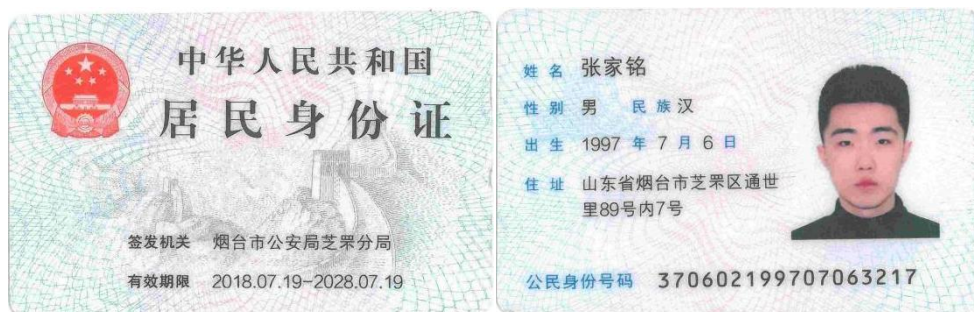 中华人民共和国
居民身份证
签发机关 烟台市公安局芝罘分局
有效期限 2018.07.19-2028.07.19
姓名 张家铭
性别 男 民族 汉
出生 1997 年 7 月 6 日
住址 山东省烟台市芝罘区通世
里89号内7号
公民身份号码 370602199707063217